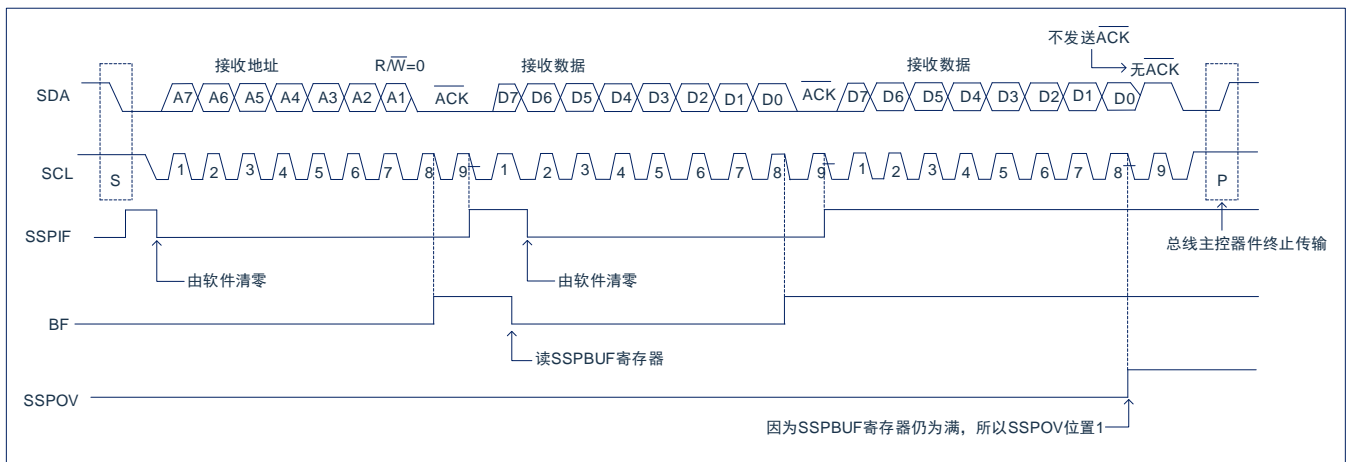 不发送ACK
接收地址 R/W=0 接收数据 接收数据 无ACK
SDA A7 A6 A5 A4 A3 A2 A1 ACK D7 D6 D5 D4 D3 D2 D1 D0 ACK D7 D6 D5 D4 D3 D2 D1 D0
SCL S 1 2 3 4 5 6 7 8 9 1 2 3 4 5 6 7 8 9 1 2 3 4 5 6 7 8 9 P
SSPIF
总线主控器件终止传输
由软件清零 由软件清零
BF
读SSPBUF寄存器
SSPOV
因为SSPBUF寄存器仍为满，所以SSPOV位置1